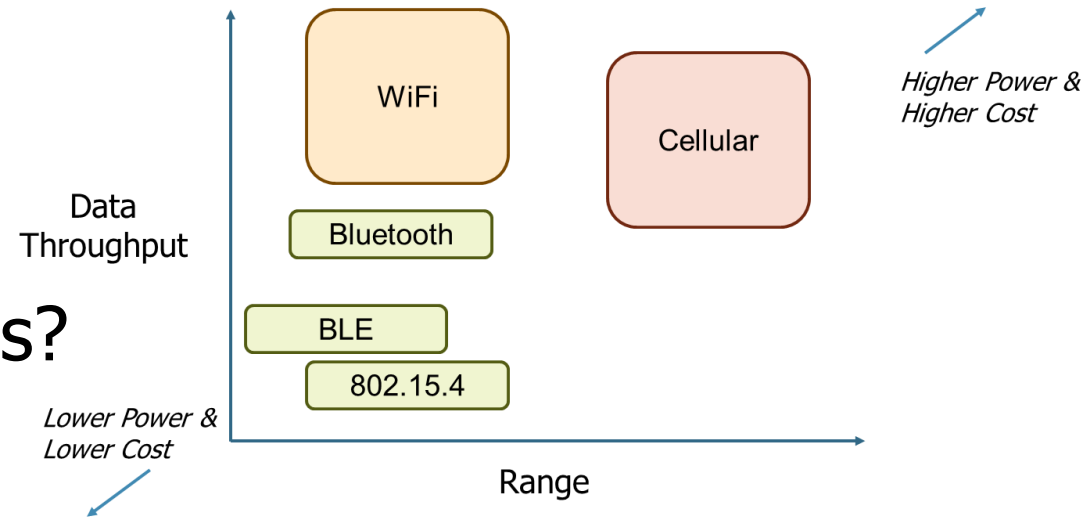 WiFi
Higher Power &
Higher Cost
Cellular
Data
Throughput
Bluetooth
s?
BLE
802.15.4
Lower Power &
Lower Cost
Range